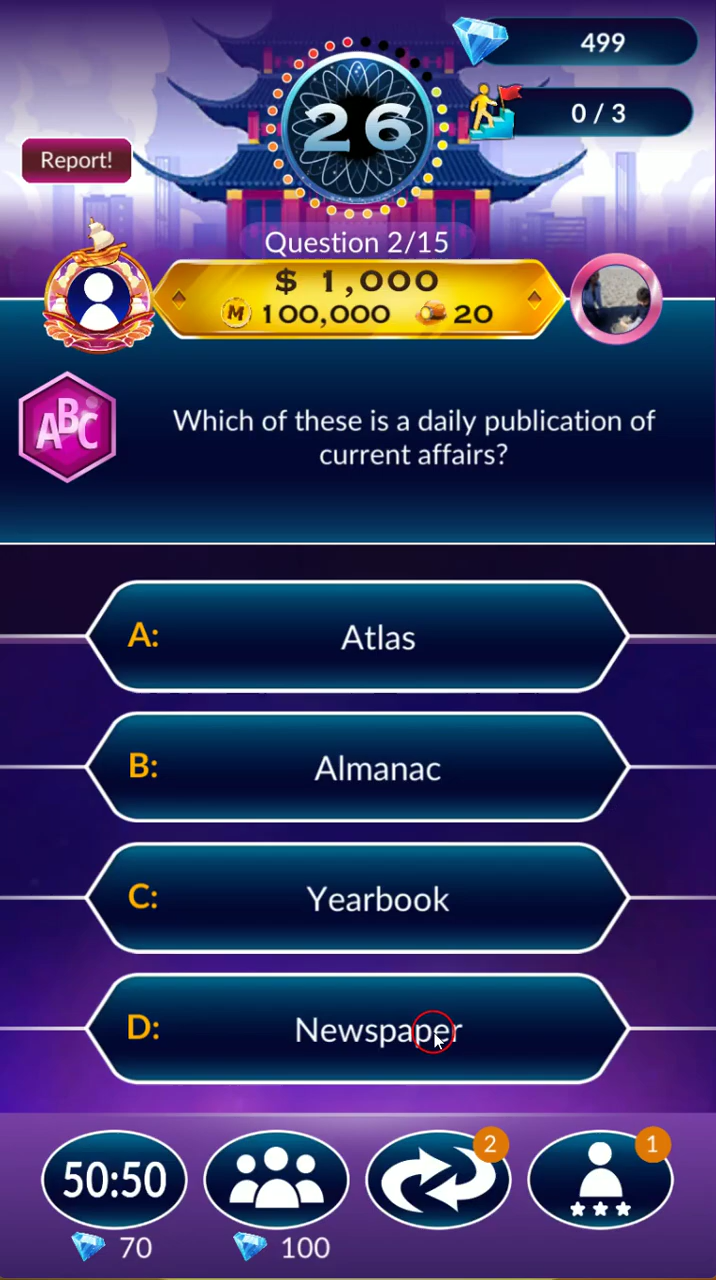 499
26
0 / 3
Report!
Question 2/15
$ 1,000
M 100,000 20
ABC
Which of these is a daily publication of
current affairs?
A: Atlas
B: Almanac
C: Yearbook
D: Newspaper
50:50
2
1
70
100